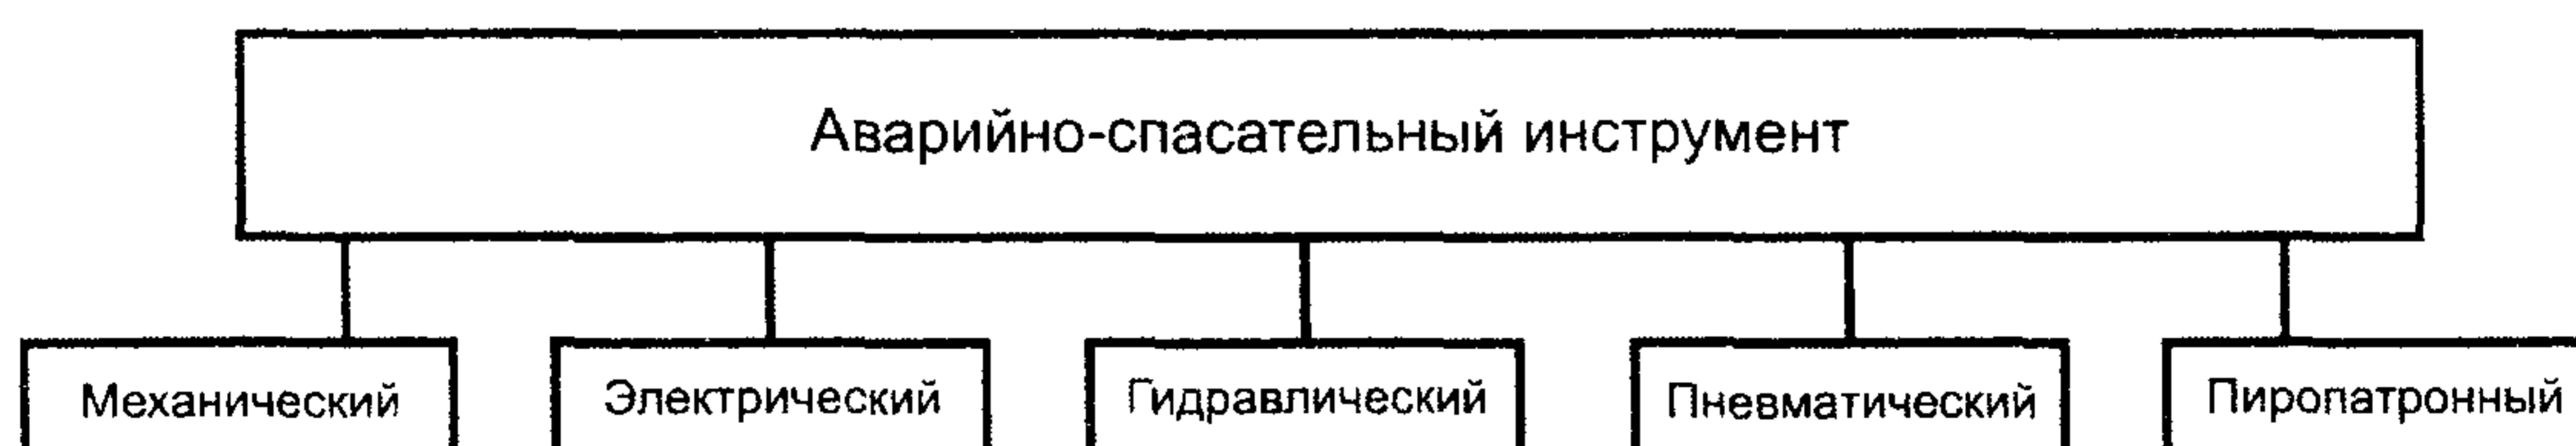 Аварийно-спасательный инструмент
Механический
Электрический
Гидравлический
Пневматический
Пиропатронный